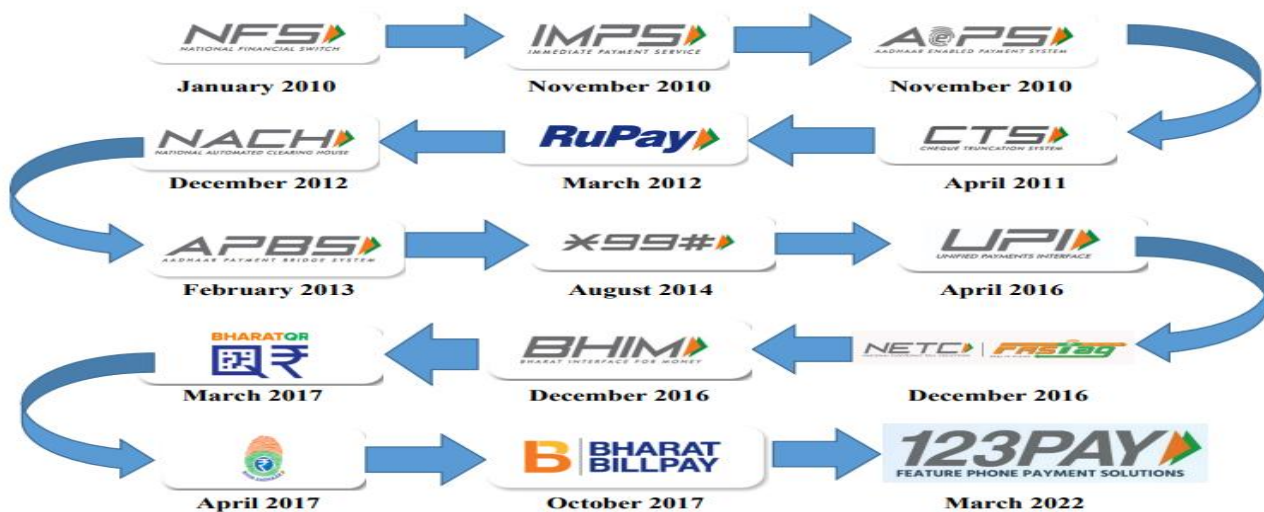 NFS
NATIONAL FINANCIAL SWITCH
January 2010
IMPS
IMMEDIATE PAYMENT SERVICE
November 2010
AePS
AADHAAR ENABLED PAYMENT SYSTEM
November 2010
CTS
CHEQUE TRUNCATION SYSTEM
April 2011
RuPay
March 2012
NACH
NATIONAL AUTOMATED CLEARING HOUSE
December 2012
APBS
AADHAAR PAYMENT BRIDGE SYSTEM
February 2013
*99#
August 2014
UPI
UNIFIED PAYMENTS INTERFACE
April 2016
NETC
FASTag
December 2016
BHIM
BHARAT INTERFACE FOR MONEY
December 2016
BHARATQR
₹
March 2017
₹
April 2017
B BHARAT
BILLPAY
October 2017
123PAY
FEATURE PHONE PAYMENT SOLUTIONS
March 2022